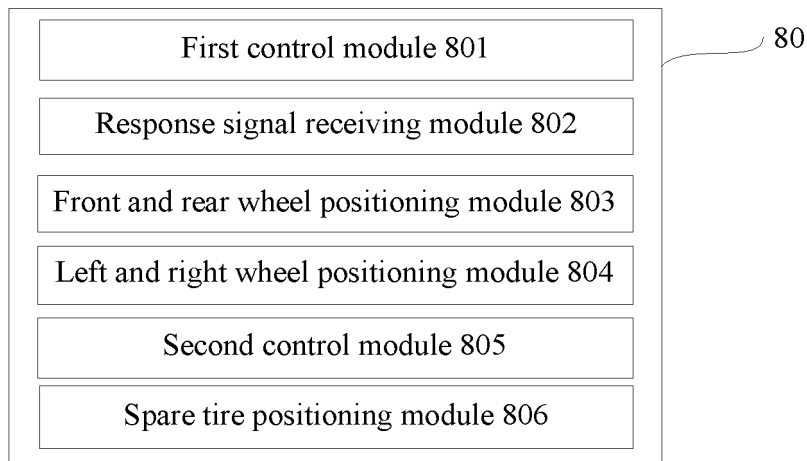 First control module 801
80
Response signal receiving module 802
Front and rear wheel positioning module 803
Left and right wheel positioning module 804
Second control module 805
Spare tire positioning module 806